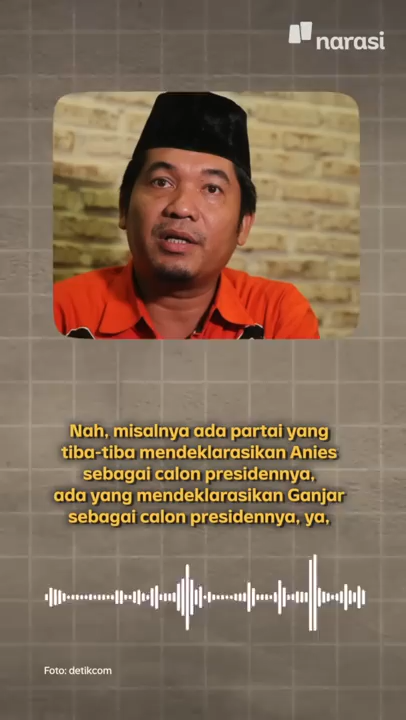 narasi
Nah, misalnya ada partai yang
tiba-tiba mendeklarasikan Anies
sebagai calon presidennya,
ada yang mendeklarasikan Ganjar
sebagai calon presidennya, ya,
Foto: detikcom